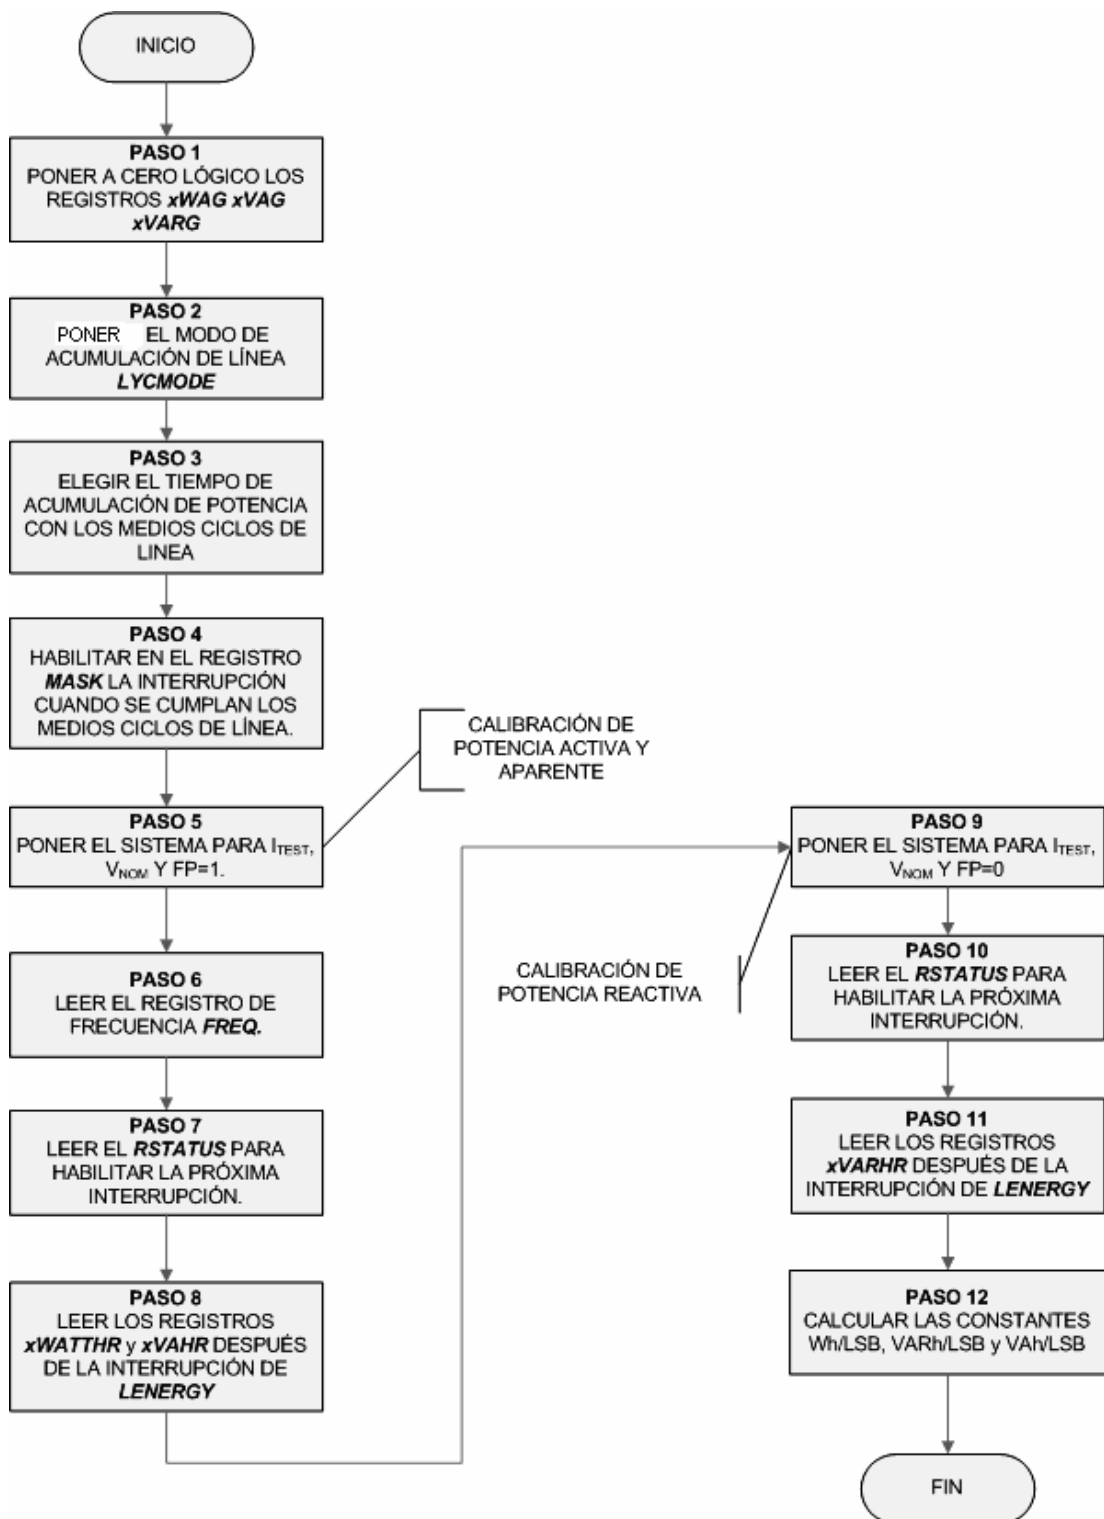 INICIO
PASO 1
PONER A CERO LÓGICO LOS
REGISTROS xWAG xVAG
xVARG
PASO 2
PONER EL MODO DE
ACUMULACIÓN DE LÍNEA
LYCMODE
PASO 3
ELEGIR EL TIEMPO DE
ACUMULACIÓN DE POTENCIA
CON LOS MEDIOS CICLOS DE
LINEA
PASO 4
HABILITAR EN EL REGISTRO
MASK LA INTERRUPCIÓN
CUANDO SE CUMPLAN LOS
MEDIOS CICLOS DE LÍNEA.
CALIBRACIÓN DE
POTENCIA ACTIVA Y
APARENTE
PASO 5
PONER EL SISTEMA PARA ITEST,
VNOM Y FP=1.
PASO 6
LEER EL REGISTRO DE
FRECUENCIA FREQ.
PASO 7
LEER EL RSTATUS PARA
HABILITAR LA PRÓXIMA
INTERRUPCIÓN.
PASO 8
LEER LOS REGISTROS
xWATTHR y xVAHR DESPUÉS
DE LA INTERRUPCIÓN DE
LENERGY
PASO 9
PONER EL SISTEMA PARA ITEST,
VNOM Y FP=0
CALIBRACIÓN DE
POTENCIA REACTIVA
PASO 10
LEER EL RSTATUS PARA
HABILITAR LA PRÓXIMA
INTERRUPCIÓN.
PASO 11
LEER LOS REGISTROS
xVARHR DESPUÉS DE LA
INTERRUPCIÓN DE LENERGY
PASO 12
CALCULAR LAS CONSTANTES
Wh/LSB, VARh/LSB y VAh/LSB
FIN